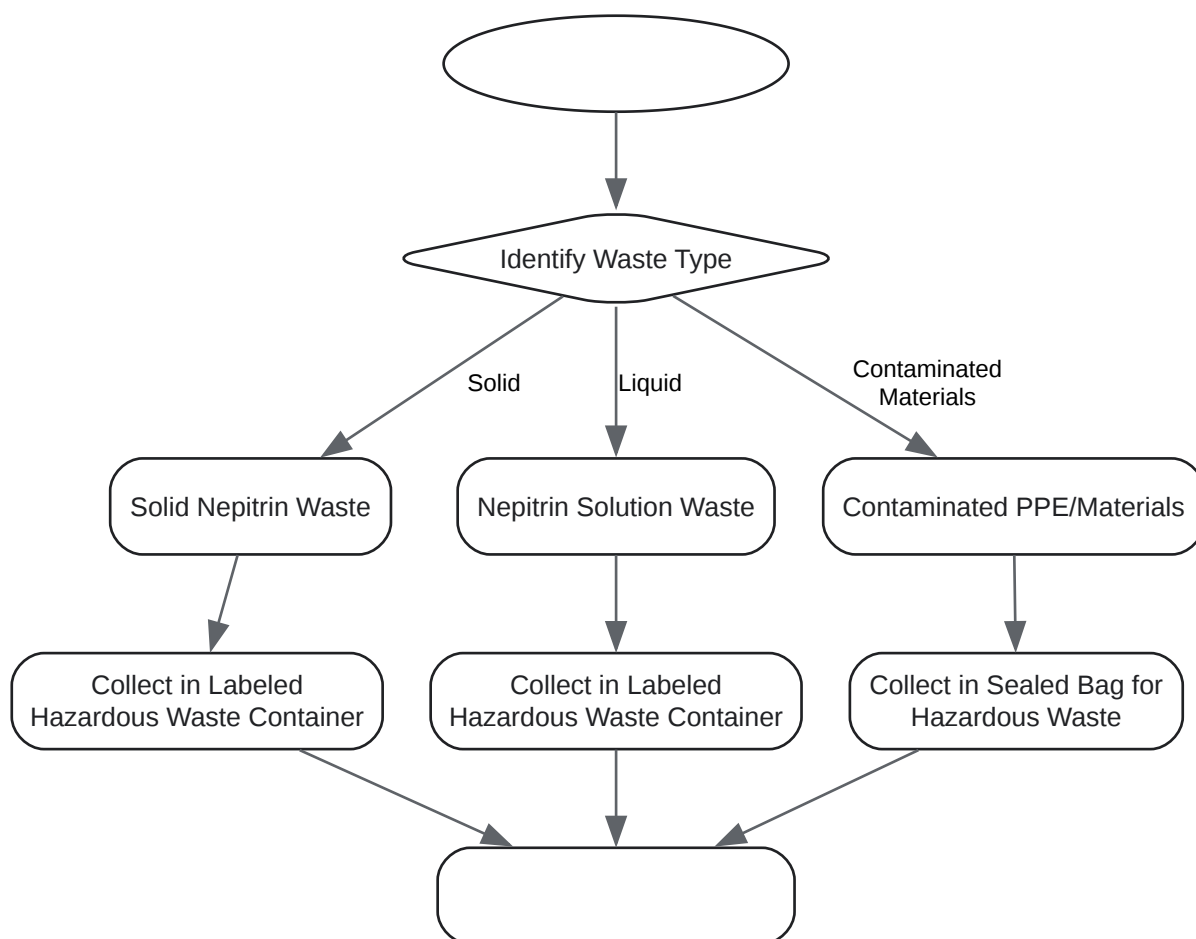 Identify Waste Type
Solid
Liquid
Contaminated
Materials
Solid Nepitrin Waste
Nepitrin Solution Waste
Contaminated PPE/Materials
Collect in Labeled
Hazardous Waste Container
Collect in Labeled
Hazardous Waste Container
Collect in Sealed Bag for
Hazardous Waste